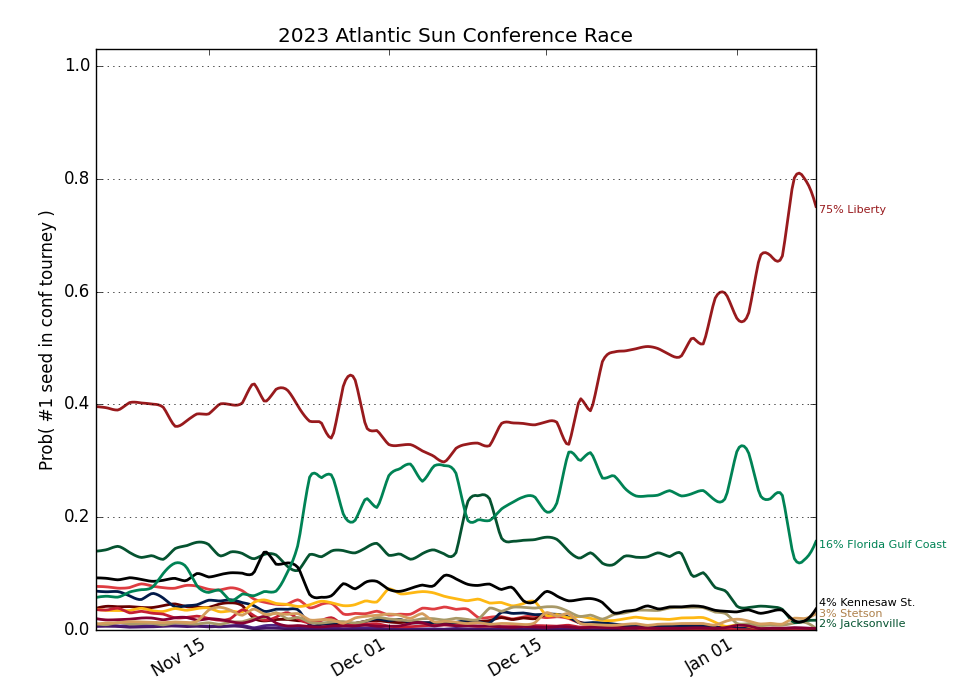 2023 Atlantic Sun Conference Race
Prob( #1 seed in conf tourney )
1.0
0.8
0.6
0.4
0.2
0.0
Nov 15
Dec 01
Dec 15
Jan 01
75% Liberty
16% Florida Gulf Coast
4% Kennesaw St.
3% Stetson
2% Jacksonville